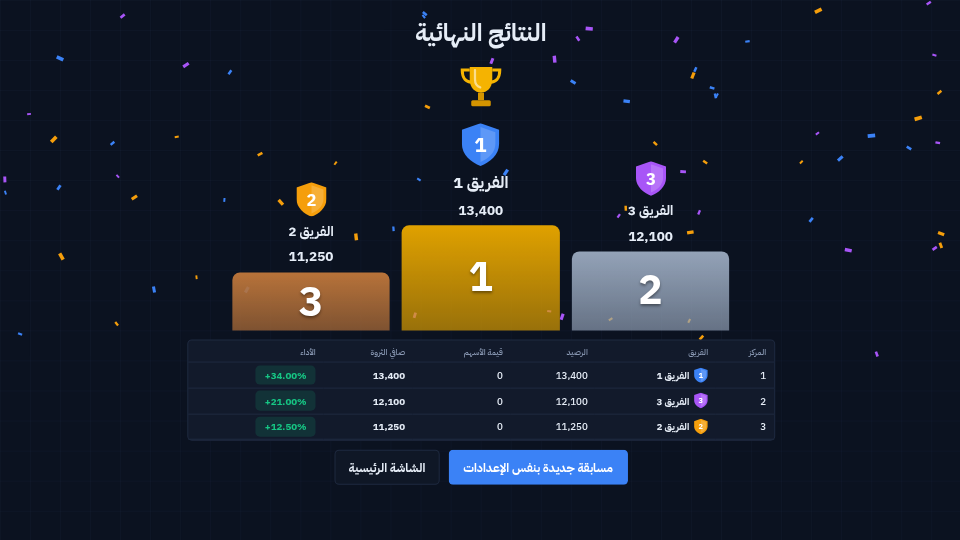 النتائج النهائية
1
الفريق 1
13,400
1
3
الفريق 3
12,100
2
2
الفريق 2
11,250
3
المركز الفريق الرصيد قيمة الأسهم صافي الثروة الأداء
1 1 الفريق 1 13,400 0 13,400 +34.00%
2 3 الفريق 3 12,100 0 12,100 +21.00%
3 2 الفريق 2 11,250 0 11,250 +12.50%
مسابقة جديدة بنفس الإعدادات
الشاشة الرئيسية